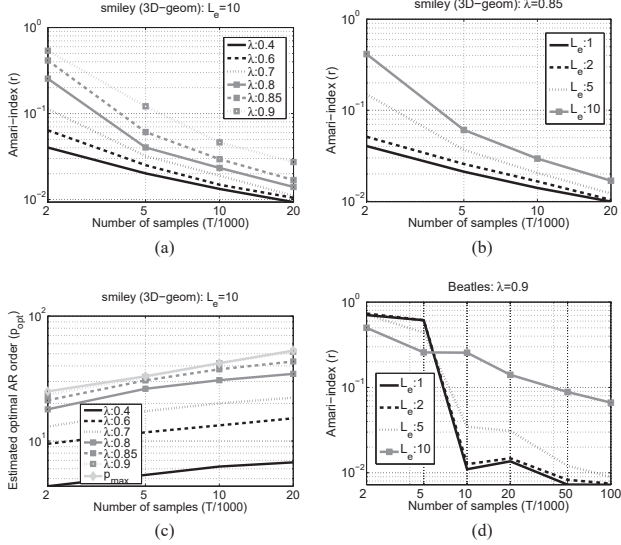 smiley (3D-geom): L_e=10
Amari-index (r)
10^0
10^-1
10^-2
λ:0.4
λ:0.6
λ:0.7
λ:0.8
λ:0.85
λ:0.9
2 5 10 20
Number of samples (T/1000)
(a)
smiley (3D-geom): λ=0.85
Amari-index (r)
10^0
10^-1
10^-2
L_e:1
L_e:2
L_e:5
L_e:10
2 5 10 20
Number of samples (T/1000)
(b)
smiley (3D-geom): L_e=10
Estimated optimal AR order (p_opt)
10^2
10^1
λ:0.4
λ:0.6
λ:0.7
λ:0.8
λ:0.85
λ:0.9
p_max
2 5 10 20
Number of samples (T/1000)
(c)
Beatles: λ=0.9
Amari-index (r)
10^0
10^-1
10^-2
L_e:1
L_e:2
L_e:5
L_e:10
2 5 10 20 50 100
Number of samples (T/1000)
(d)